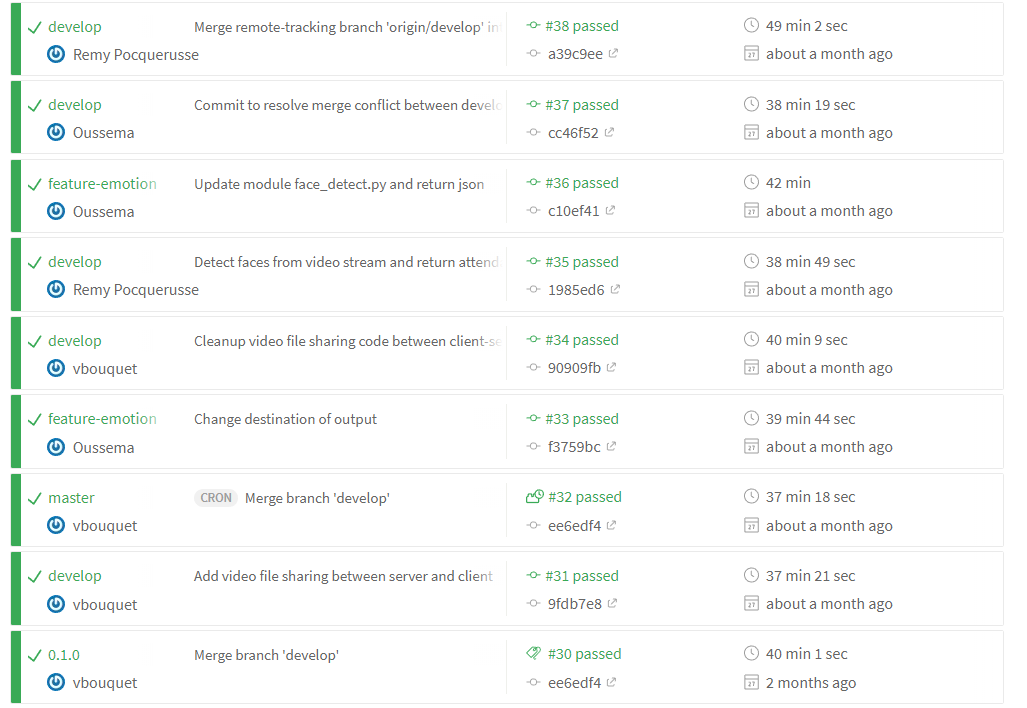 develop Merge remote-tracking branch 'origin/develop' #38 passed 49 min 2 sec
Remy Pocquerusse a39c9ee about a month ago
develop Commit to resolve merge conflict between #37 passed 38 min 19 sec
Oussema cc46f52 about a month ago
feature-emotion Update module face_detect.py and return json #36 passed 42 min
Oussema c10ef41 about a month ago
develop Detect faces from video stream and return #35 passed 38 min 49 sec
Remy Pocquerusse 1985ed6 about a month ago
develop Cleanup video file sharing code between #34 passed 40 min 9 sec
vbouquet 90909fb about a month ago
feature-emotion Change destination of output #33 passed 39 min 44 sec
Oussema f3759bc about a month ago
master CRON Merge branch 'develop' #32 passed 37 min 18 sec
vbouquet ee6edf4 about a month ago
develop Add video file sharing between server and client #31 passed 37 min 21 sec
vbouquet 9fdb7e8 about a month ago
0.1.0 Merge branch 'develop' #30 passed 40 min 1 sec
vbouquet ee6edf4 2 months ago